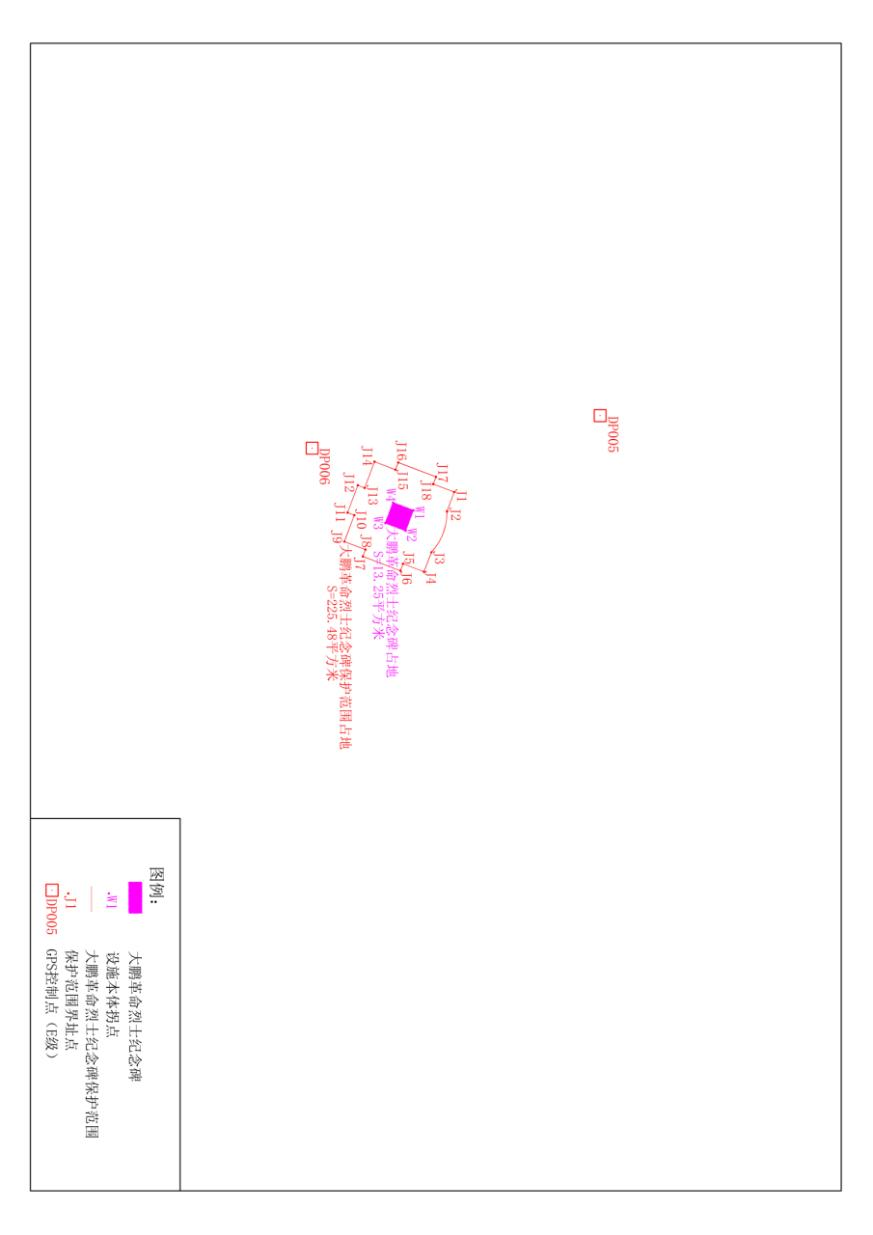 DP005
DP006
J1
J2
J3
J4
J5
J6
J7
J8
J9
J10
J11
J12
J13
J14
J15
J16
J17
J18
W1
W2
W3
W4
大鹏革命烈士纪念碑占地
S=13.25平方米
大鹏革命烈士纪念碑保护范围占地
S=225.48平方米
图例:
大鹏革命烈士纪念碑
.W1 设施本体拐点
大鹏革命烈士纪念碑保护范围
.J1 保护范围界址点
DP005 GPS控制点（E级）